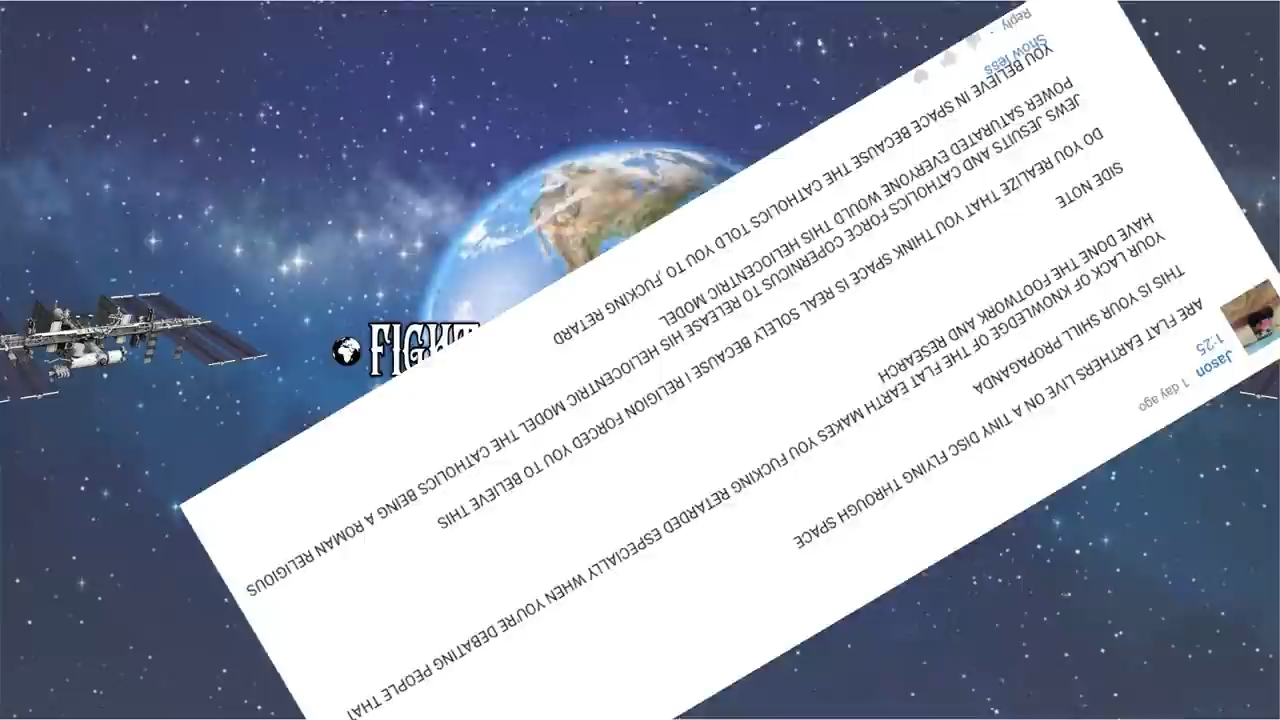 FIGHT
Jason 1 day ago
1:25
ARE FLAT EARTHERS LIVE ON A TINY DISC FLYING THROUGH SPACE
THIS IS YOUR SHILL PROPAGANDA
YOUR LACK OF KNOWLEDGE OF THE FLAT EARTH MAKES YOU FUCKING RETARDED ESPECIALLY WHEN YOU'RE DEBATING PEOPLE THAT
HAVE DONE THE FOOTWORK AND RESEARCH
SIDE NOTE
DO YOU REALIZE THAT YOU THINK SPACE IS REAL SOLELY BECAUSE I RELIGION FORCED YOU TO BELIEVE THIS
JEWS JESUITS AND CATHOLICS FORCE COPERNICUS TO RELEASE HIS HELIOCENTRIC MODEL THE CATHOLICS BEING A ROMAN RELIGIOUS
POWER SATURATED EVERYONE WOULD THIS HELIOCENTRIC MODEL
YOU BELIEVE IN SPACE BECAUSE THE CATHOLICS TOLD YOU TO ,FUCKING RETARD
Show less
Reply ·